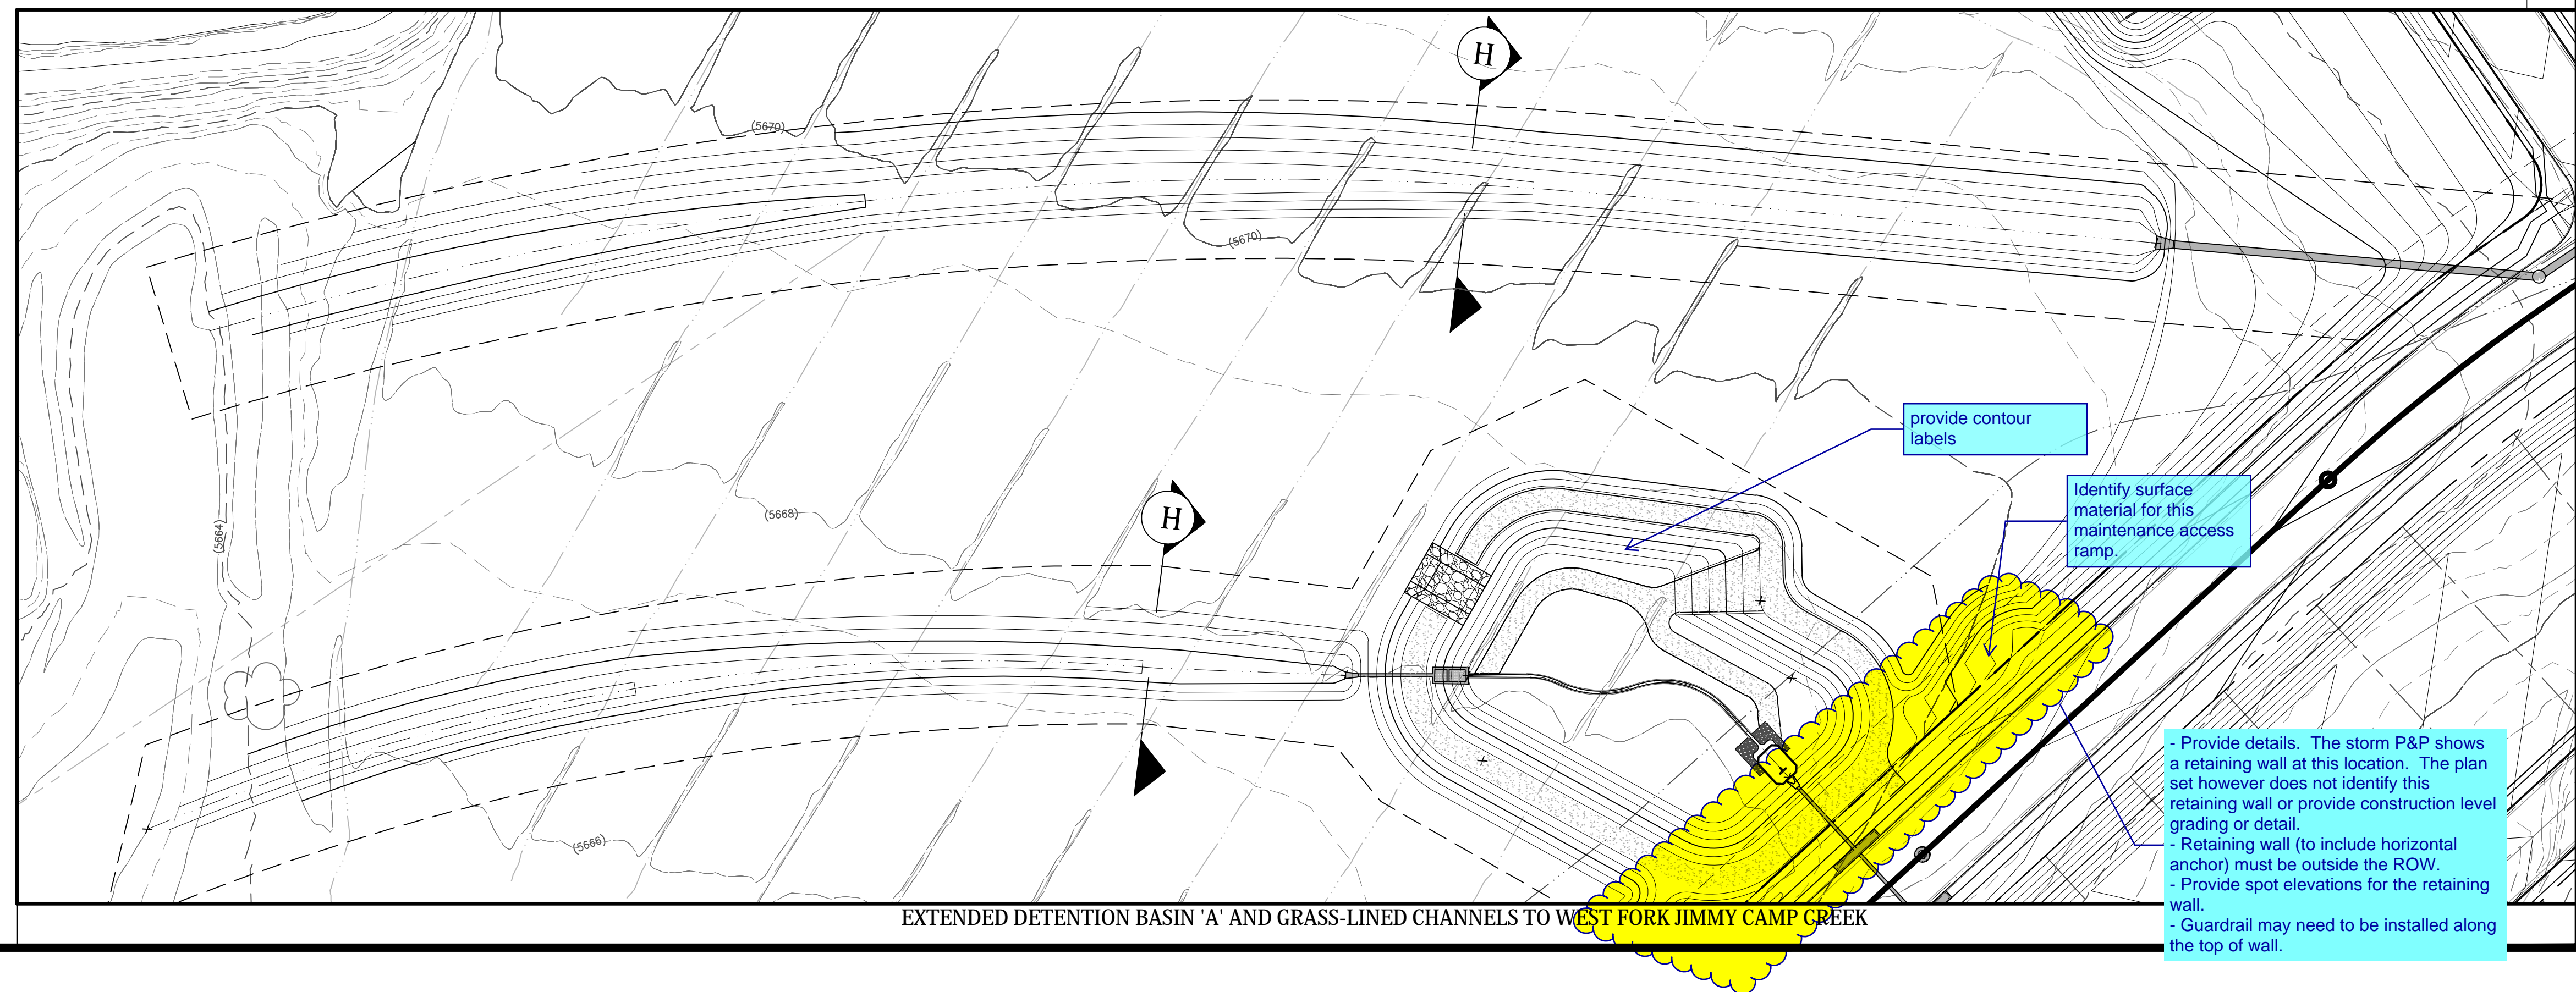 H
(5670)
(5670)
provide contour
labels
Identify surface
material for this
maintenance access
ramp.
H
(5668)
(5664)
- Provide details.  The storm P&P shows
a retaining wall at this location.  The plan
set however does not identify this
retaining wall or provide construction level
grading or detail.
- Retaining wall (to include horizontal
anchor) must be outside the ROW.
- Provide spot elevations for the retaining
wall.
- Guardrail may need to be installed along
the top of wall.
(5666)
EXTENDED DETENTION BASIN 'A' AND GRASS-LINED CHANNELS TO WEST FORK JIMMY CAMP CREEK